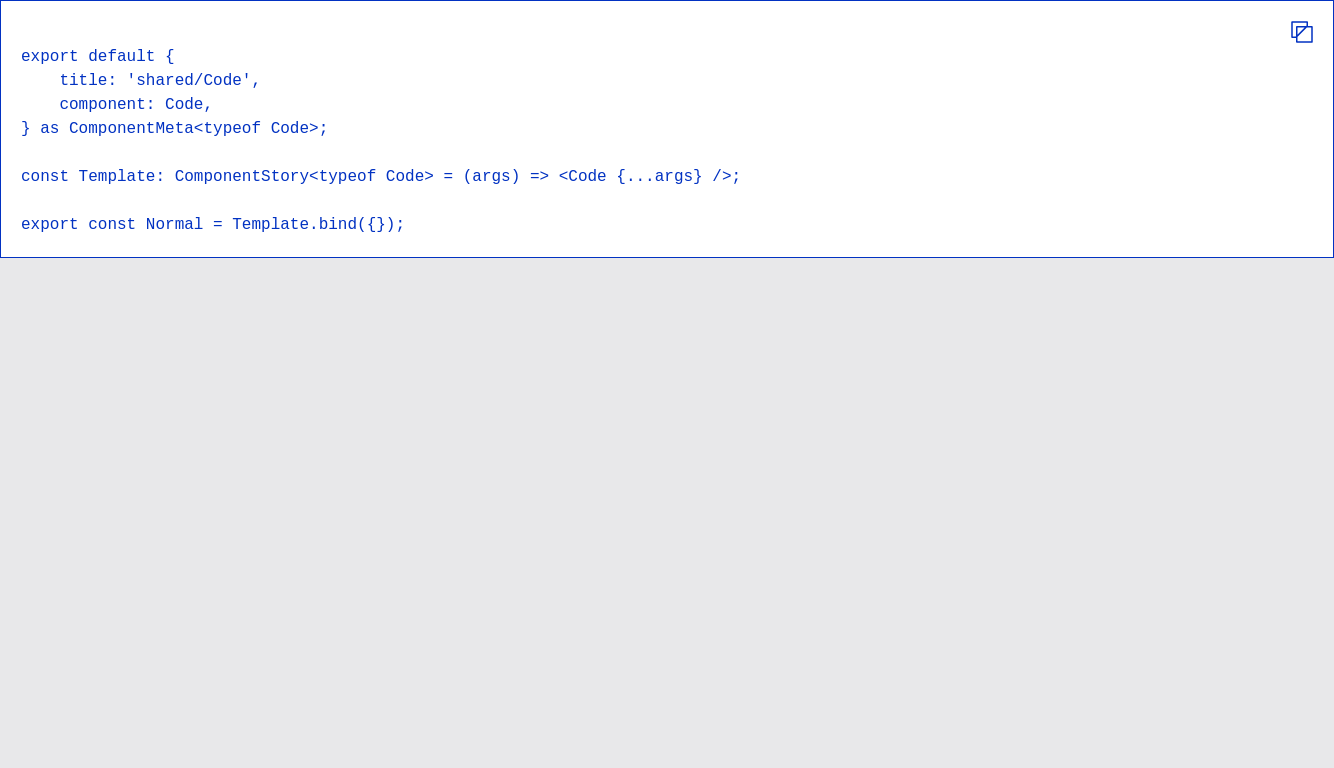 export default {
    title: 'shared/Code',
    component: Code,
} as ComponentMeta<typeof Code>;

const Template: ComponentStory<typeof Code> = (args) => <Code {...args} />;

export const Normal = Template.bind({});